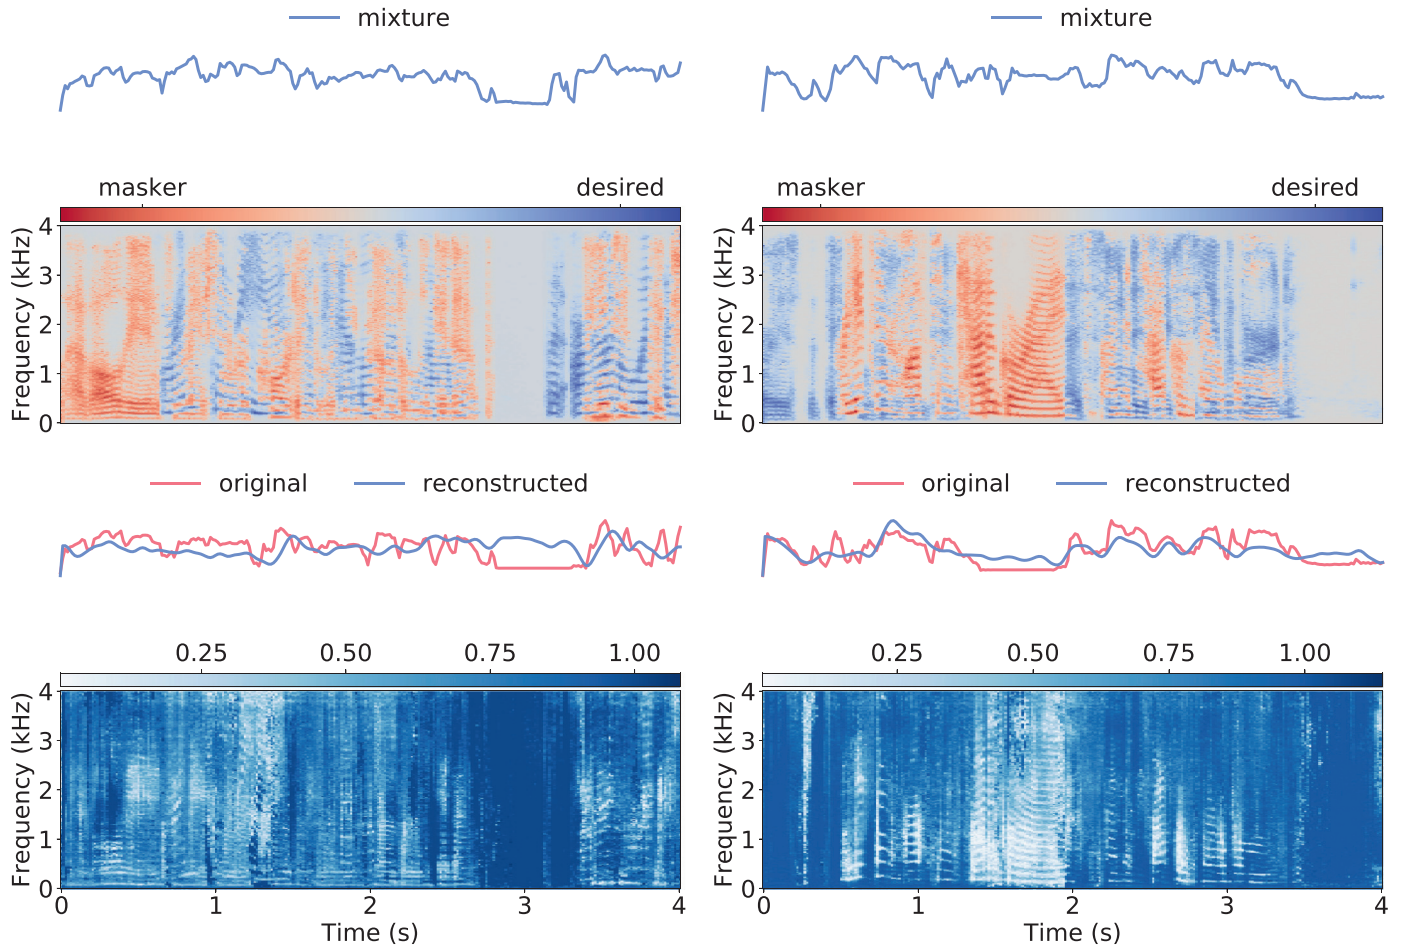 mixture
mixture
masker desired
masker desired
4
3
2
1
0
Frequency (kHz)
4
3
2
1
0
Frequency (kHz)
original reconstructed
original reconstructed
0.25 0.50 0.75 1.00
0.25 0.50 0.75 1.00
4
3
2
1
0
Frequency (kHz)
4
3
2
1
0
Frequency (kHz)
0 1 2 3 4
0 1 2 3 4
Time (s)
Time (s)